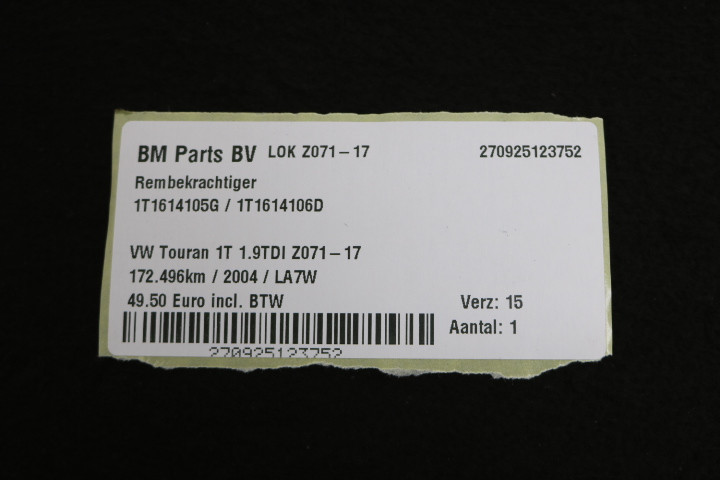 BM Parts BV LOK Z071-17 270925123752
Rembekrachtiger
1T1614105G / 1T1614106D
VW Touran 1T 1.9TDI Z071-17
172.496km / 2004 / LA7W
49.50 Euro incl. BTW Verz: 15
Aantal: 1
270925123752